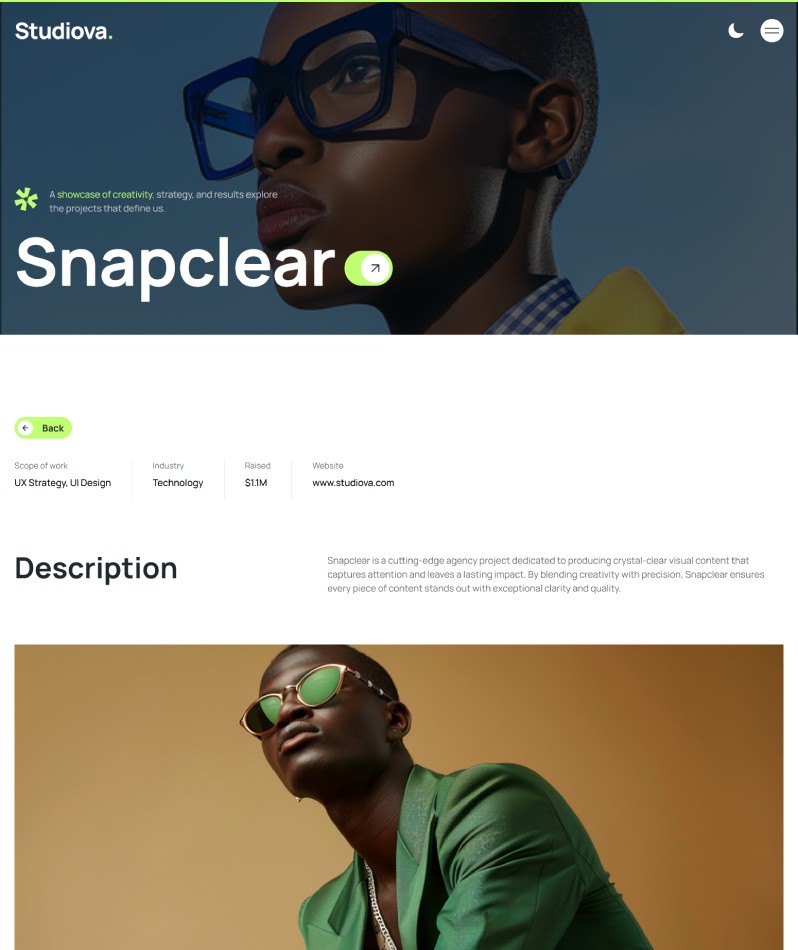 Studiova.
A showcase of creativity, strategy, and results explore
the projects that define us.
Snapclear
Back
Scope of work
UX Strategy, UI Design
Industry
Technology
Raised
$1.1M
Website
www.studiova.com
Description
Snapclear is a cutting-edge agency project dedicated to producing crystal-clear visual content that
captures attention and leaves a lasting impact. By blending creativity with precision, Snapclear ensures
every piece of content stands out with exceptional clarity and quality.